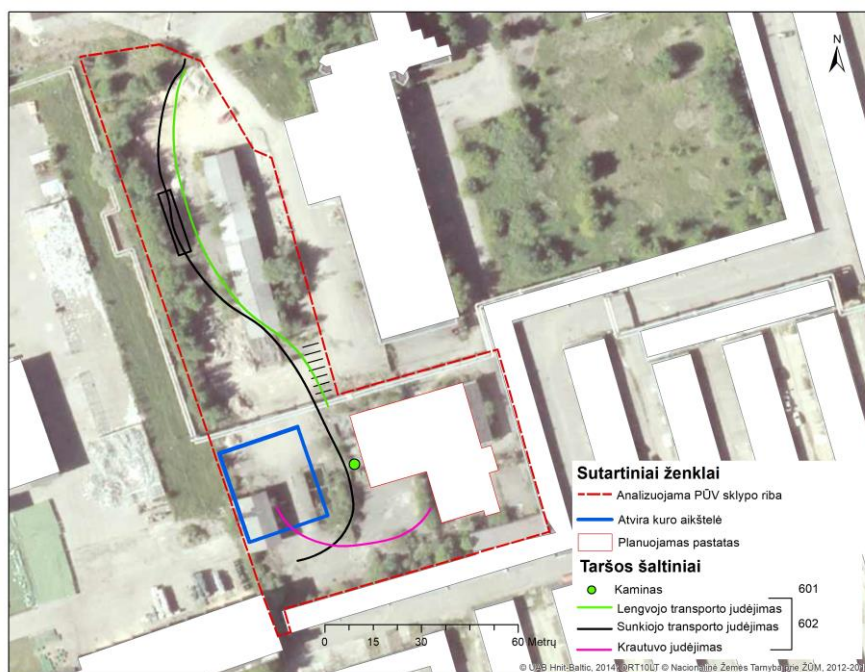 N
Sutartiniai ženklai
Analizuojama PŪV sklypo riba
Atvira kuro aikštelė
Planuojamas pastatas
Taršos šaltiniai
Kaminas 601
Lengvojo transporto judėjimas
Sunkiojo transporto judėjimas 602
Krautuvo judėjimas
0 15 30 60 Metrų
© UAB Hnit-Baltic, 2014, ORT10LT © Nacionalinė Žemės Tarnyba prie ŽŪM, 2012-20